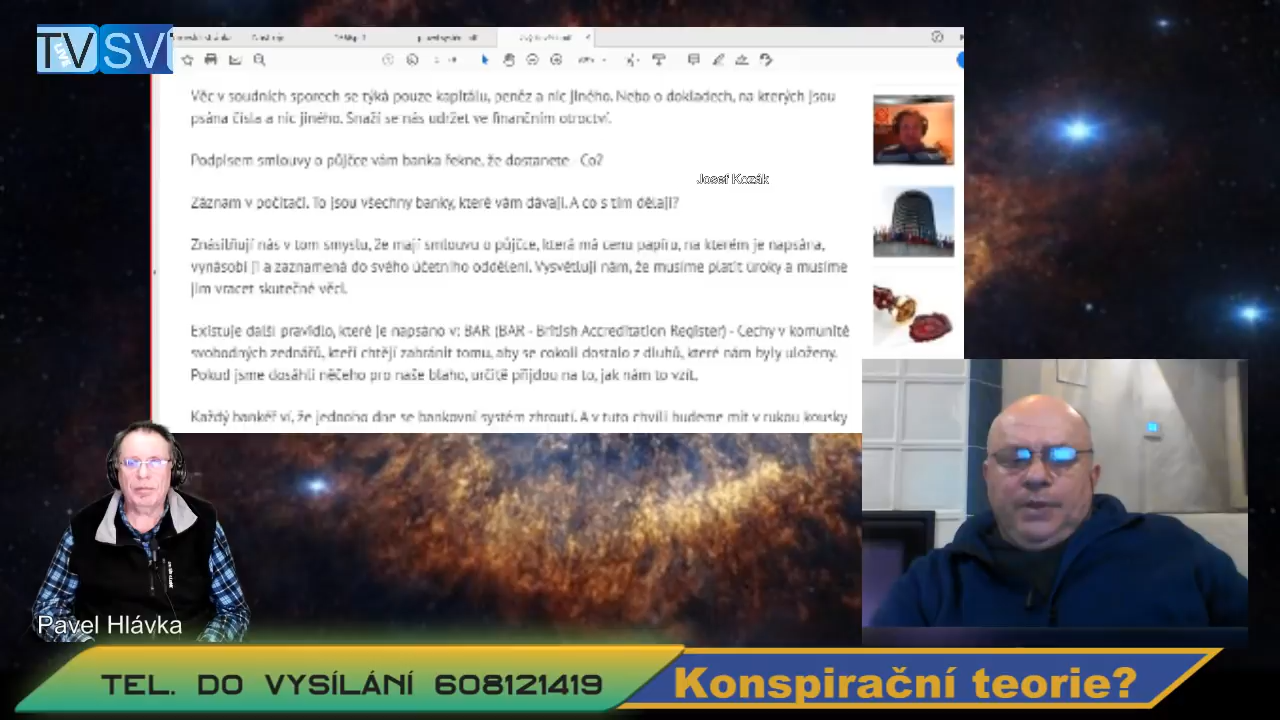 TVSVĚ
LIVE
Věc v soudních sporech se týká pouze kapitálu, peněz a nic jiného. Nebo o dokladech, na kterých jsou
psána čísla a nic jiného. Snaží se nás udržet ve finančním otroctví.
Podpisem smlouvy o půjčce vám banka řekne, že dostanete - Co?
Josef Kozák
Záznam v počítači. To jsou všechny banky, které vám dávají. A co s tím dělají?
Znásilňují nás v tom smyslu, že mají smlouvu o půjčce, která má cenu papíru, na kterém je napsána,
vynásobí ji a zaznamená do svého účetního oddělení. Vysvětlují nám, že musíme platit úroky a musíme
jim vracet skutečné věci.
Existuje další pravidlo, které je napsáno v: BAR (BAR - British Accreditation Register) - Cechy v komunitě
svobodných zednářů, kteří chtějí zabránit tomu, aby se cokoli dostalo z dluhů, které nám byly uloženy.
Pokud jsme dosáhli něčeho pro naše blaho, určitě přijdou na to, jak nám to vzít.
Každý bankéř ví, že jednoho dne se bankovní systém zhroutí. A v tuto chvíli budeme mít v rukou kousky
Pavel Hlávka
TEL. DO VYSÍLÁNÍ 608121419
Konspirační teorie?